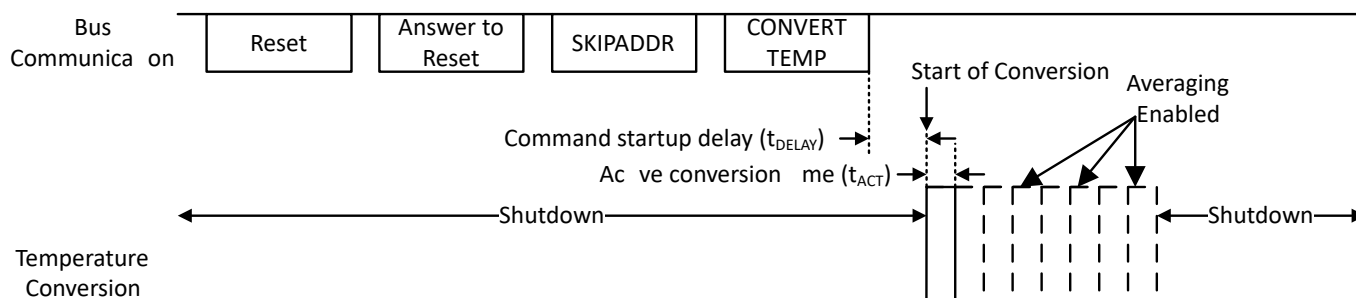 Bus
Communica on
Reset
Answer to
Reset
SKIPADDR
CONVERT
TEMP
Start of Conversion
Averaging
Enabled
Command startup delay (tDELAY)
Ac ve conversion me (tACT)
Shutdown
Shutdown
Temperature
Conversion